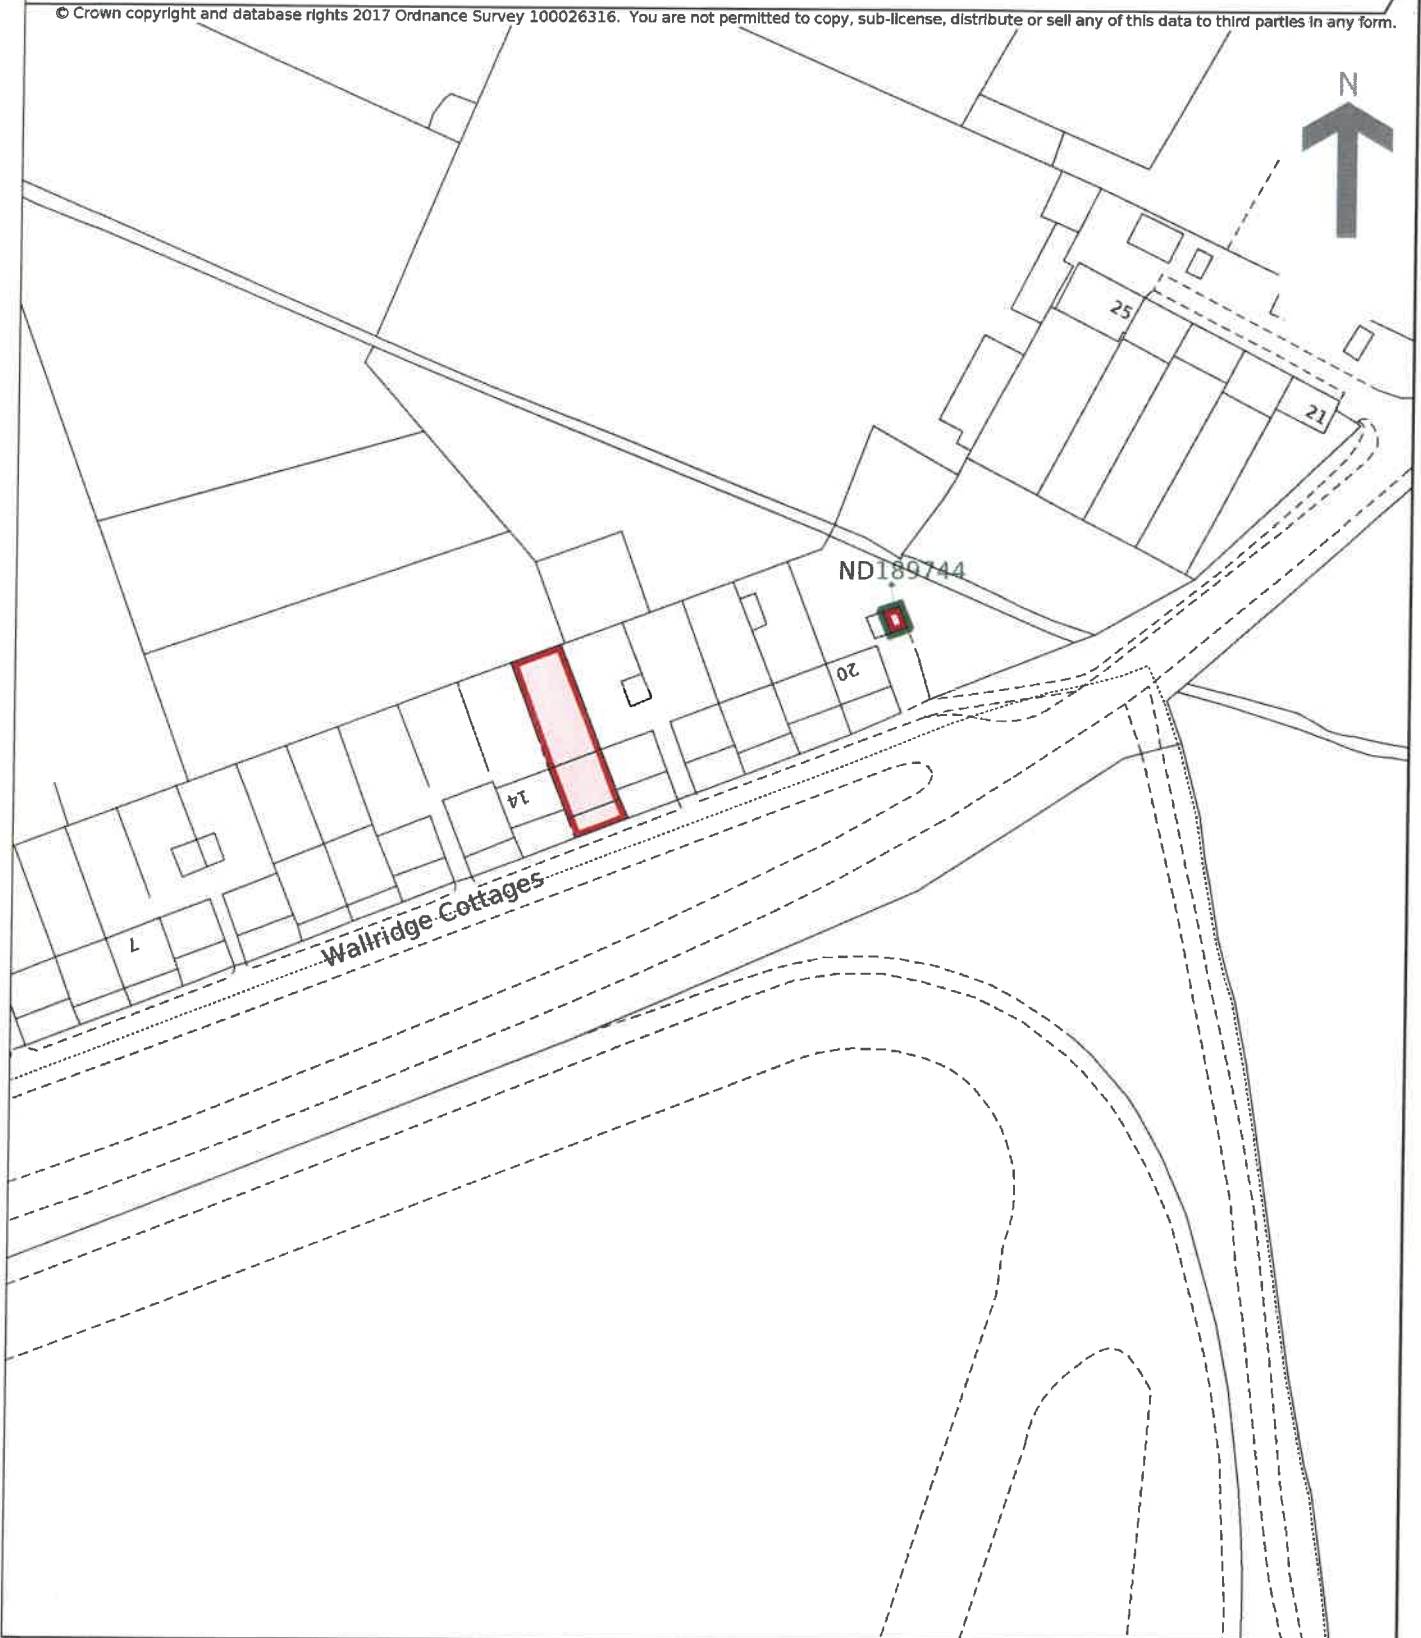 © Crown copyright and database rights 2017 Ordnance Survey 100026316. You are not permitted to copy, sub-license, distribute or sell any of this data to third parties in any form.
N
25
21
ND189744
20
14
Wallridge Cottages
7